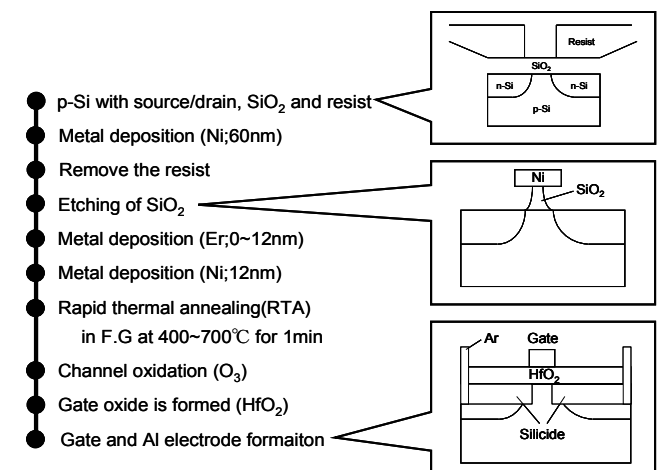 p-Si with source/drain, SiO₂ and resist
Metal deposition (Ni;60nm)
Remove the resist
Etching of SiO₂
Metal deposition (Er;0~12nm)
Metal deposition (Ni;12nm)
Rapid thermal annealing(RTA)
in F.G at 400~700℃ for 1min
Channel oxidation (O₃)
Gate oxide is formed (HfO₂)
Gate and Al electrode formaiton
Resist
SiO₂
n-Si n-Si
p-Si
Ni
SiO₂
Ar Gate
HfO₂
Silicide